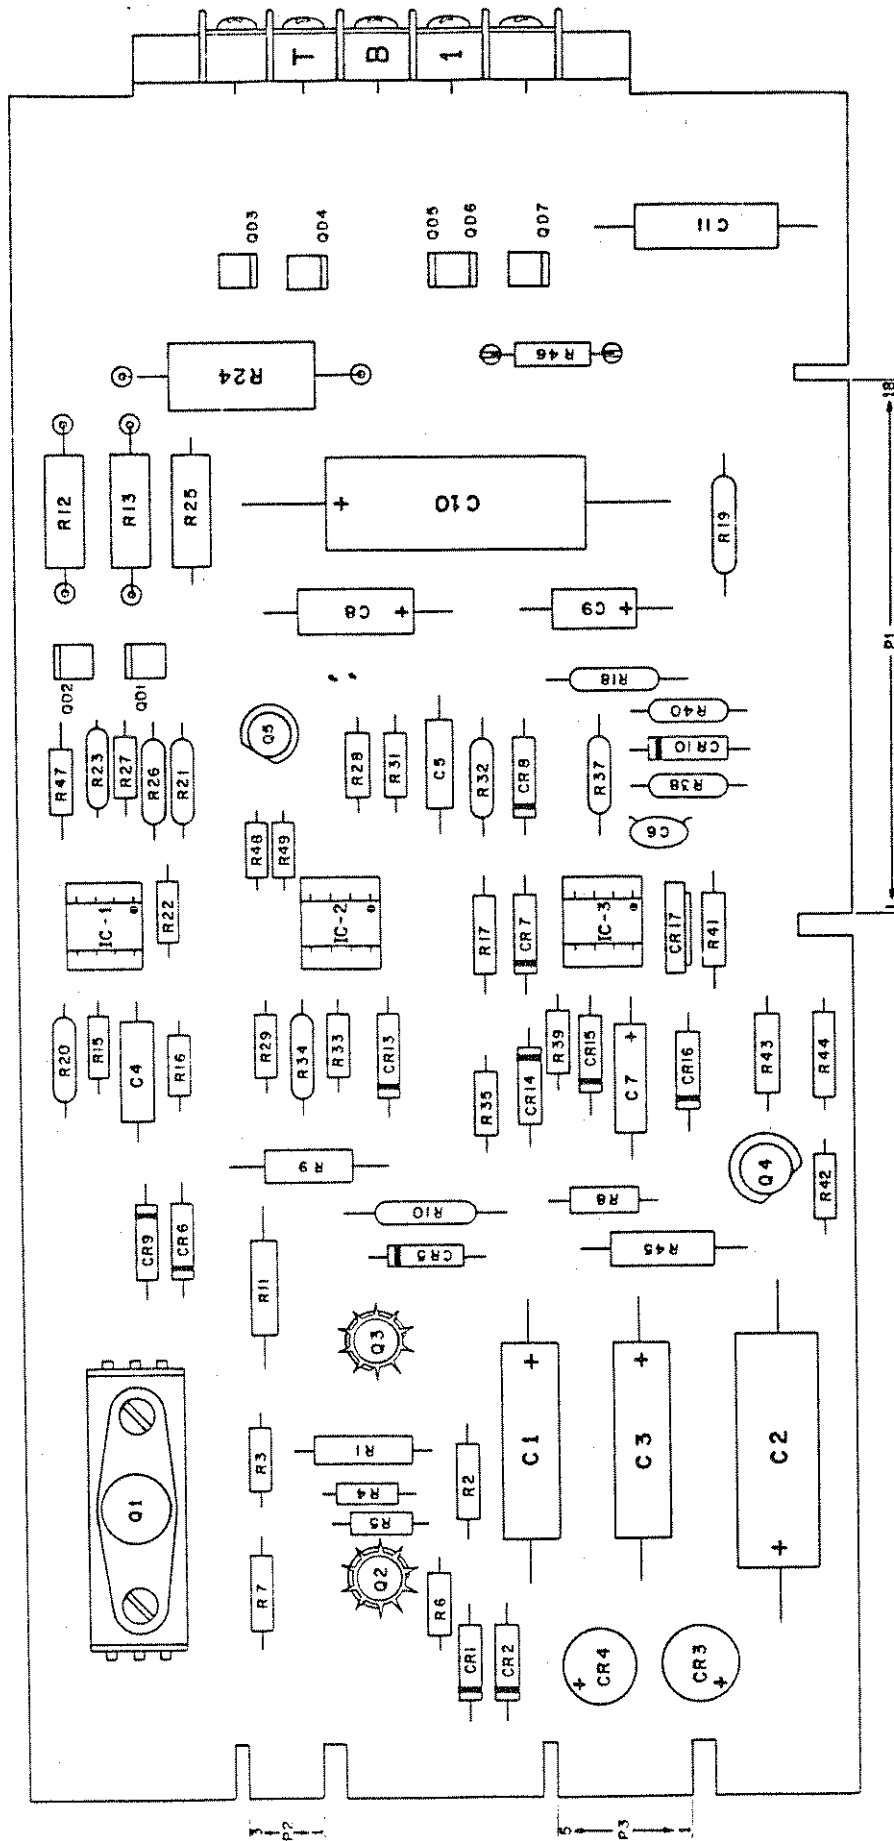 T B 1
QD3
QD4
QD5
QD6
QD7
C11
R24
R46
18
R12
R13
R25
C10
+
R19
C8
+
C9
+
P1
QD2
QD1
R18
Q5
R47
R23
R27
R26
R21
R28
R31
C5
R32
CR8
R37
R40
CR10
R38
C6
R48
R49
IC-1
R22
IC-2
R17
CR7
IC-3
CR17
R41
1
R20
R15
C4
R16
R29
R34
R33
CR13
R35
CR14
R39
CR15
C7
+
CR16
R43
R44
R9
R8
Q4
R42
CR9
CR6
R10
CR5
R45
R11
Q3
C1
+
C3
+
C2
+
R3
R1
R4
R5
R2
Q1
R7
Q2
R6
CR1
CR2
CR4
+
CR3
+
3
P2
1
5
P3
1